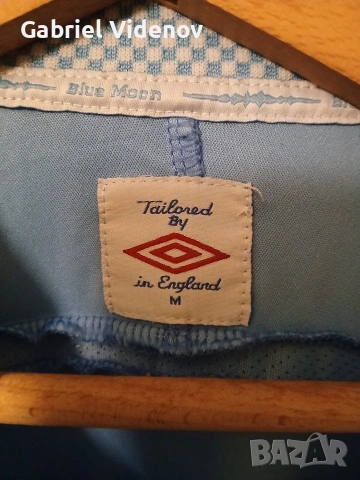 Gabriel Videnov
Blue Moon
Tailored
By
in England
M
BAZAR